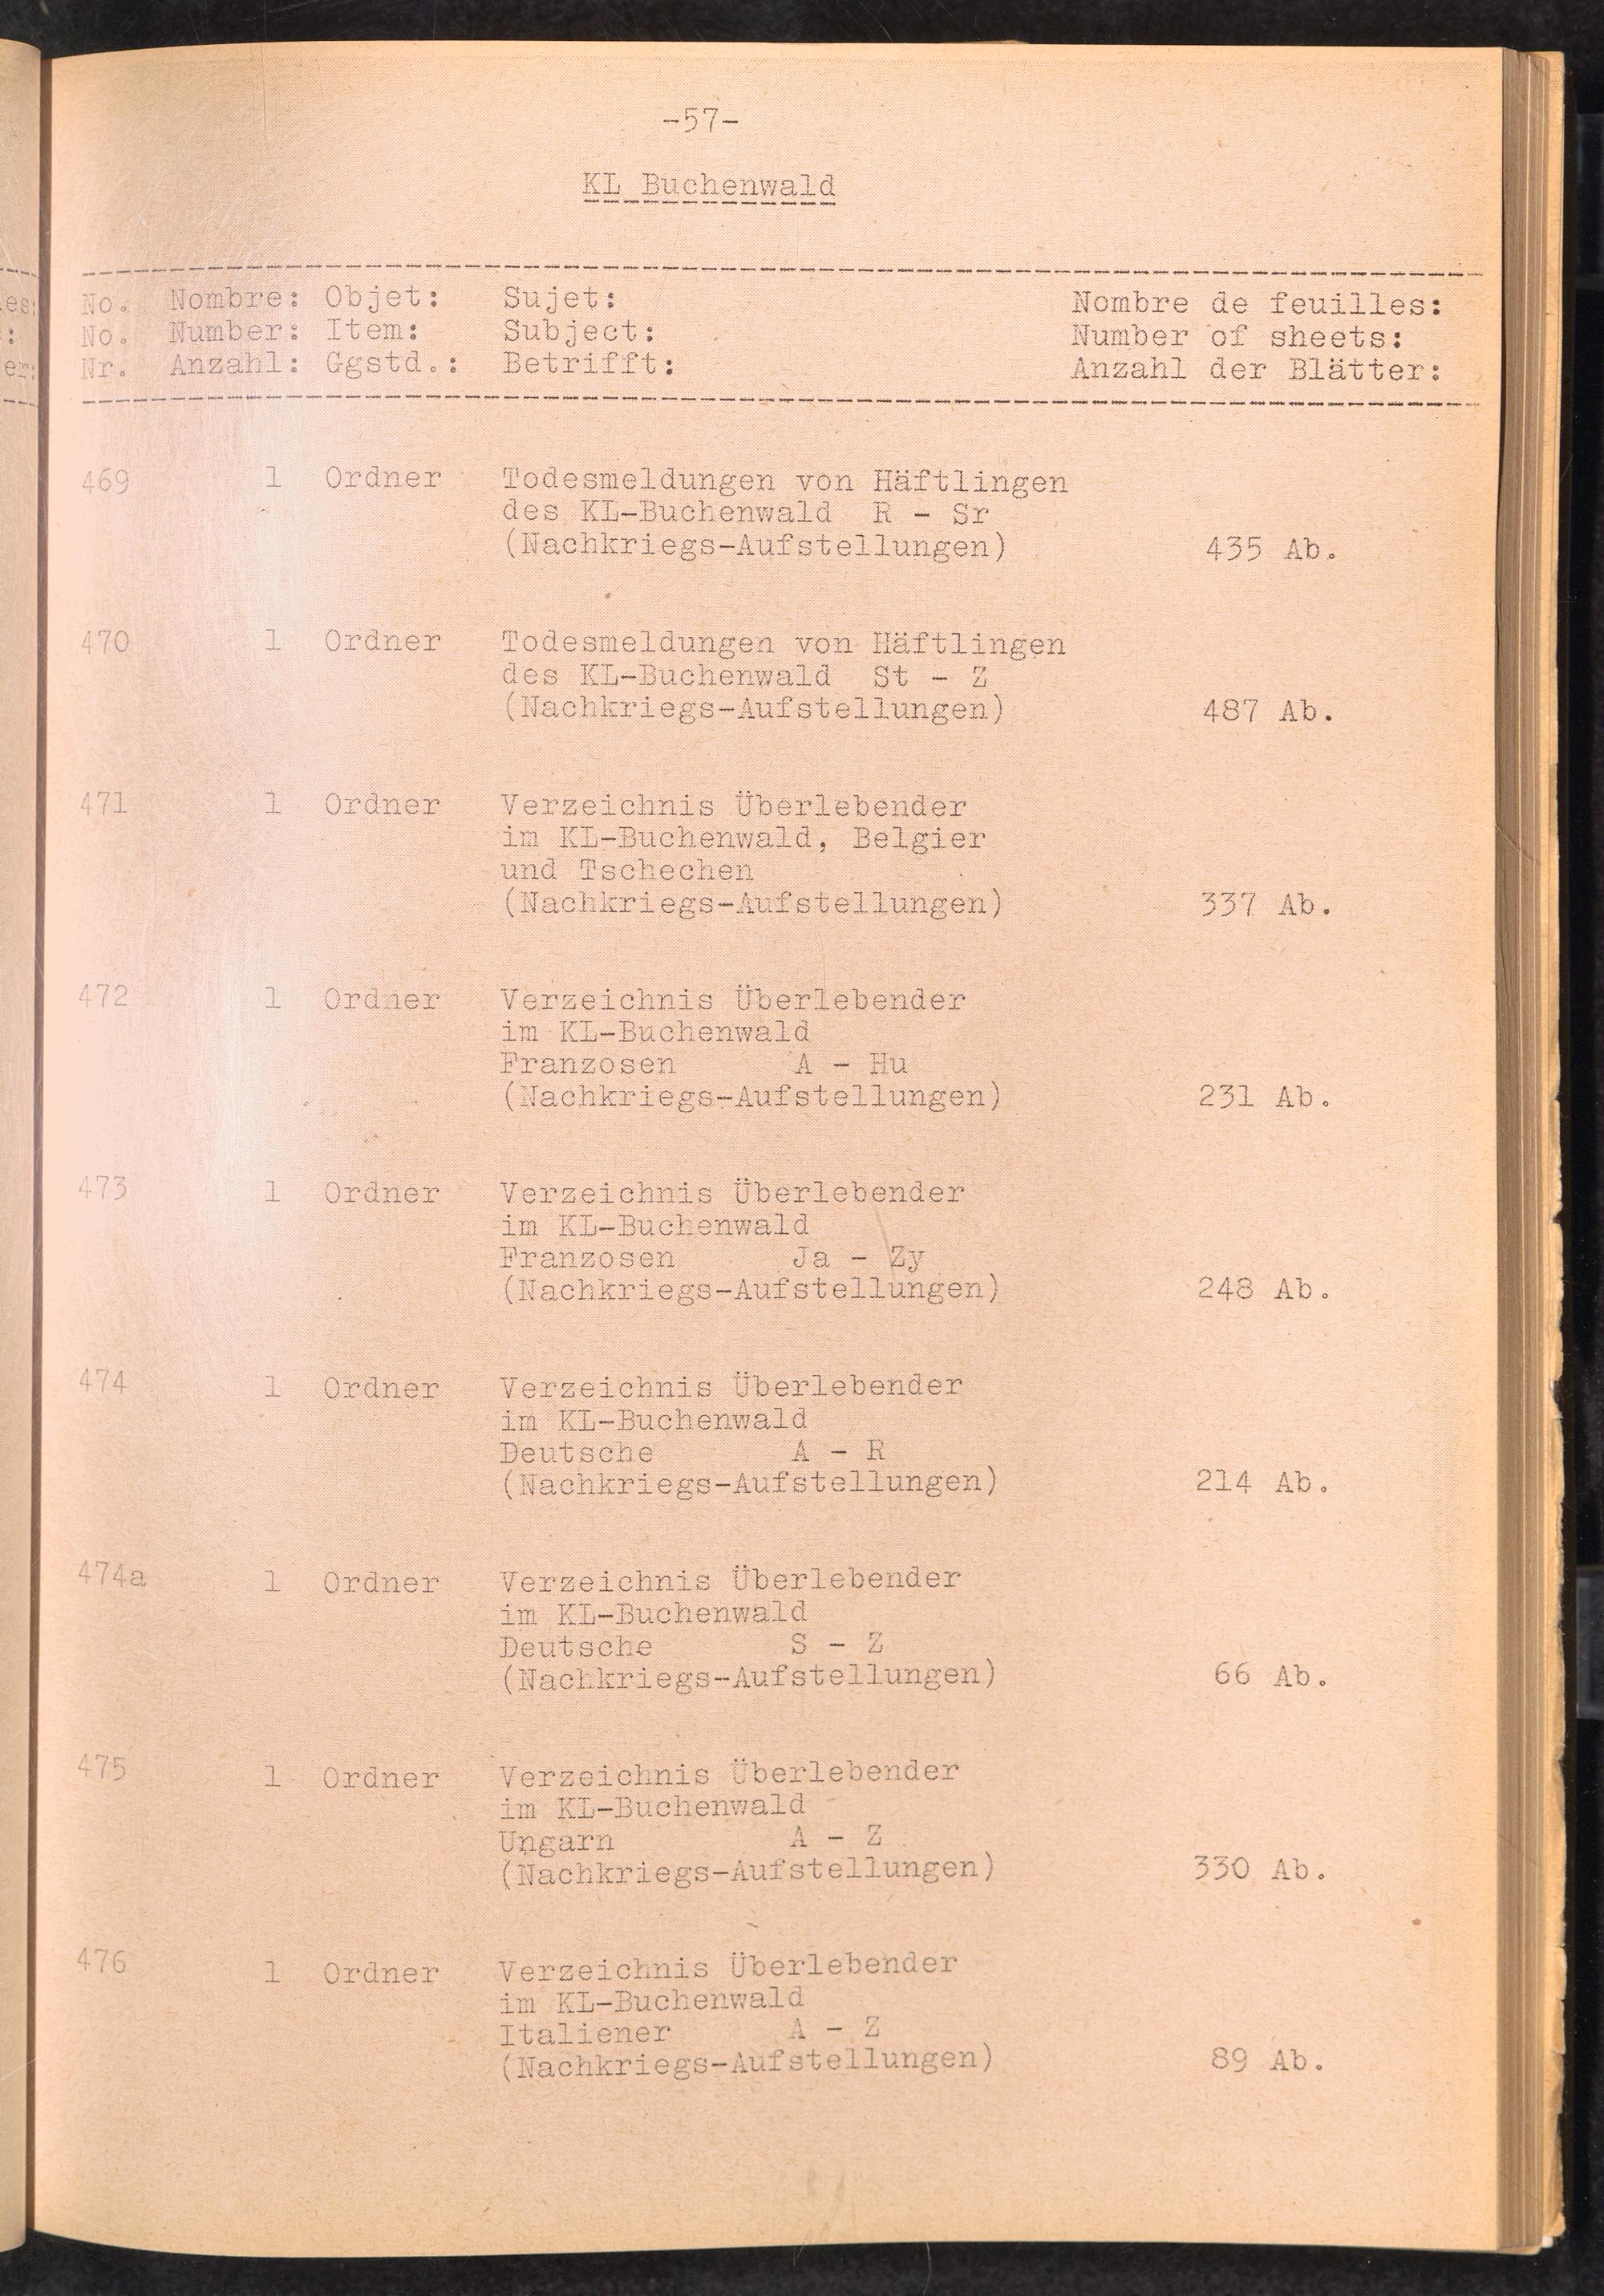 -57-
KL Buchenwald
No. Nombre: Objet: Sujet: Nombre de feuilles:
No. Number: Item: Subject: Number of sheets:
Nr. Anzahl: Ggstd.: Betrifft: Anzahl der Blätter:
469 1 Ordner Todesmeldungen von Häftlingen
des KL-Buchenwald R - Sr
(Nachkriegs-Aufstellungen) 435 Ab.
470 1 Ordner Todesmeldungen von Häftlingen
des KL-Buchenwald St - Z
(Nachkriegs-Aufstellungen) 487 Ab.
471 1 Ordner Verzeichnis Überlebender
im KL-Buchenwald, Belgier
und Tschechen
(Nachkriegs-Aufstellungen) 337 Ab.
472 1 Ordner Verzeichnis Überlebender
im KL-Buchenwald
Franzosen A - Hu
(Nachkriegs-Aufstellungen) 231 Ab.
473 1 Ordner Verzeichnis Überlebender
im KL-Buchenwald
Franzosen Ja - Zy
(Nachkriegs-Aufstellungen) 248 Ab.
474 1 Ordner Verzeichnis Überlebender
im KL-Buchenwald
Deutsche A - R
(Nachkriegs-Aufstellungen) 214 Ab.
474a 1 Ordner Verzeichnis Überlebender
im KL-Buchenwald
Deutsche S - Z
(Nachkriegs-Aufstellungen) 66 Ab.
475 1 Ordner Verzeichnis Überlebender
im KL-Buchenwald
Ungarn A - Z
(Nachkriegs-Aufstellungen) 330 Ab.
476 1 Ordner Verzeichnis Überlebender
im KL-Buchenwald
Italiener A - Z
(Nachkriegs-Aufstellungen) 89 Ab.